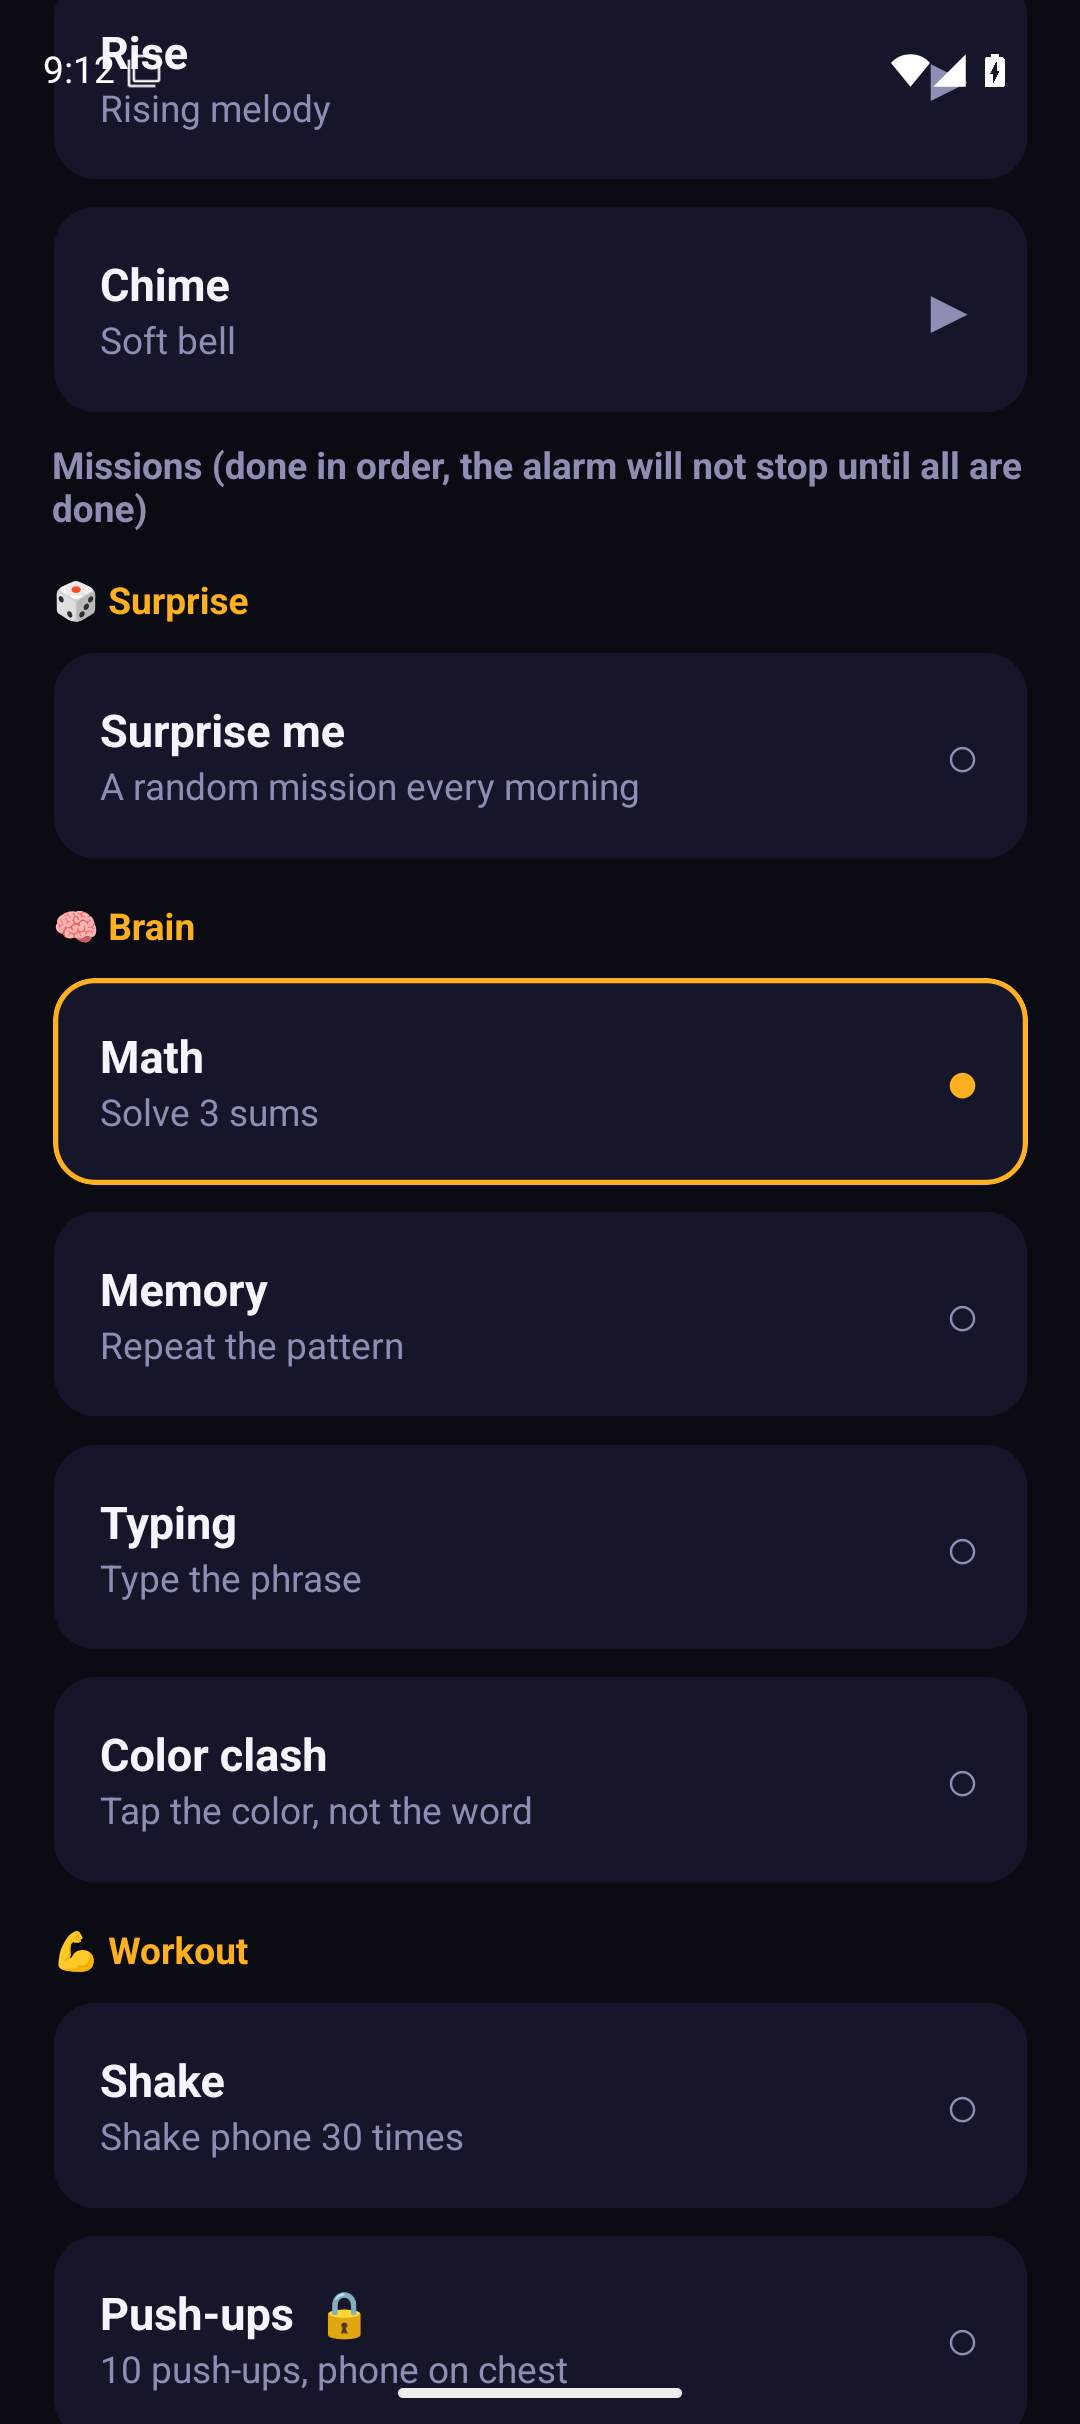 9:12
Rise
Rising melody
Chime
Soft bell
Missions (done in order, the alarm will not stop until all are
done)
Surprise
Surprise me
A random mission every morning
Brain
Math
Solve 3 sums
Memory
Repeat the pattern
Typing
Type the phrase
Color clash
Tap the color, not the word
Workout
Shake
Shake phone 30 times
Push-ups
10 push-ups, phone on chest